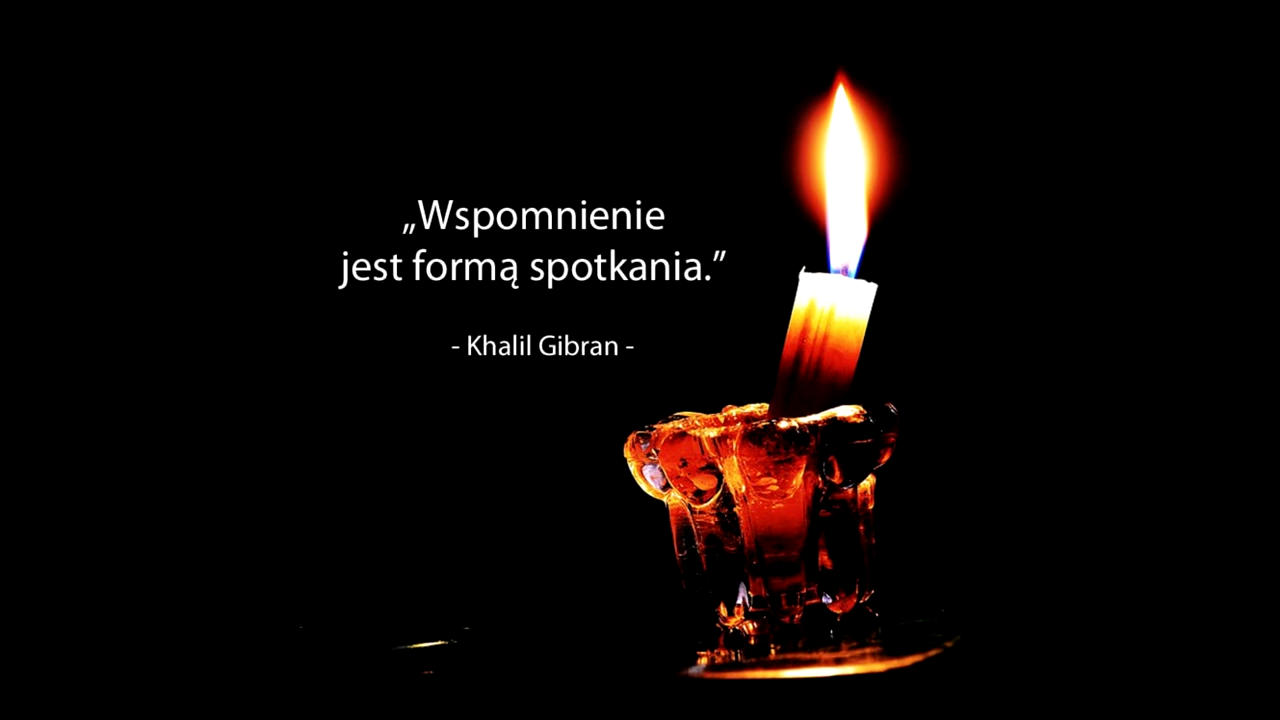 „Wspomnienie
jest formą spotkania.”
- Khalil Gibran -